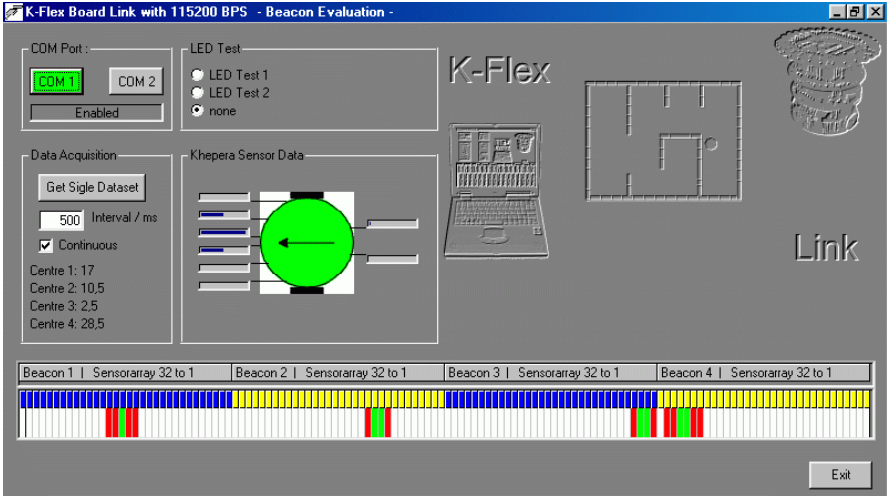 K-Flex Board Link with 115200 BPS - Beacon Evaluation -
COM Port :
COM 1
COM 2
Enabled
LED Test
LED Test 1
LED Test 2
none
K-Flex
Data Acquisition
Get Sigle Dataset
500 Interval / ms
Continuous
Centre 1: 17
Centre 2: 10,5
Centre 3: 2,5
Centre 4: 28,5
Khepera Sensor Data
Link
Beacon 1 | Sensorarray 32 to 1
Beacon 2 | Sensorarray 32 to 1
Beacon 3 | Sensorarray 32 to 1
Beacon 4 | Sensorarray 32 to 1
Exit